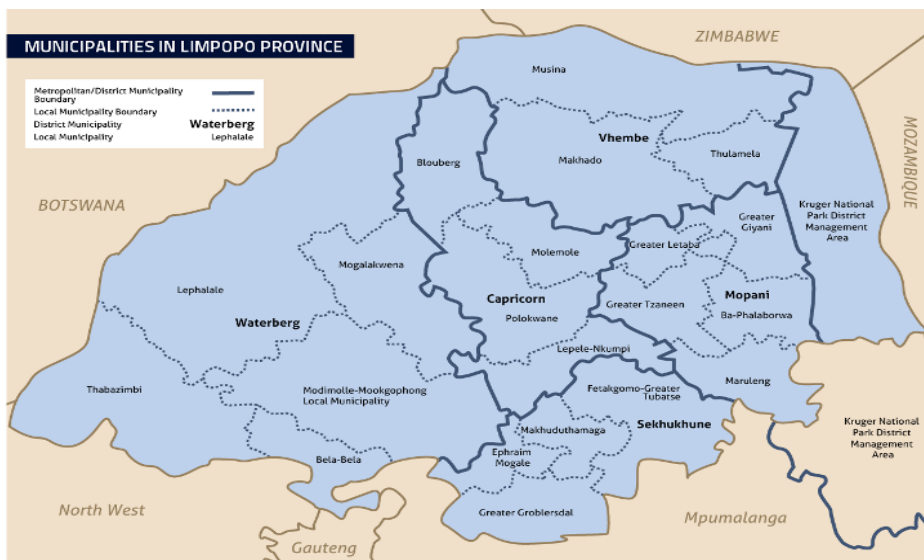 MUNICIPALITIES IN LIMPOPO PROVINCE
Metropolitan/District Municipality
Boundary
Local Municipality Boundary
District Municipality
Waterberg
Local Municipality
Lephalale
ZIMBABWE
MOZAMBIQUE
BOTSWANA
Musina
Vhembe
Makhado
Thulamela
Blouberg
Kruger National
Park District
Management
Area
Greater
Giyani
Greater Letaba
Molemole
Mogalakwena
Lephalale
Capricorn
Polokwane
Greater Tzaneen
Mopani
Ba-Phalaborwa
Waterberg
Lepele-Nkumpi
Thabazimbi
Modimolle-Mookgophong
Local Municipality
Fetakgomo-Greater
Tubatse
Maruleng
Makhuduthamaga
Sekhukhune
Kruger National
Park District
Management
Area
Bela-Bela
Ephraim
Mogale
Greater Groblersdal
North West
Gauteng
Mpumalanga